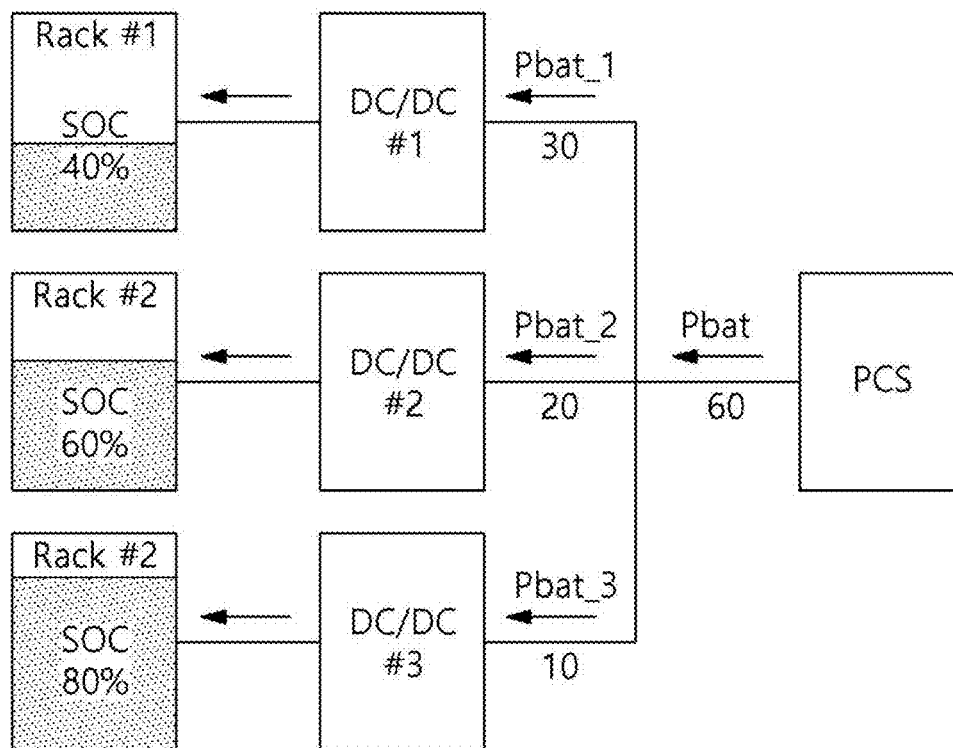 Rack #1
SOC
40%
DC/DC
#1
Pbat_1
30
Rack #2
SOC
60%
DC/DC
#2
Pbat_2
20
Pbat
60
PCS
Rack #2
SOC
80%
DC/DC
#3
Pbat_3
10